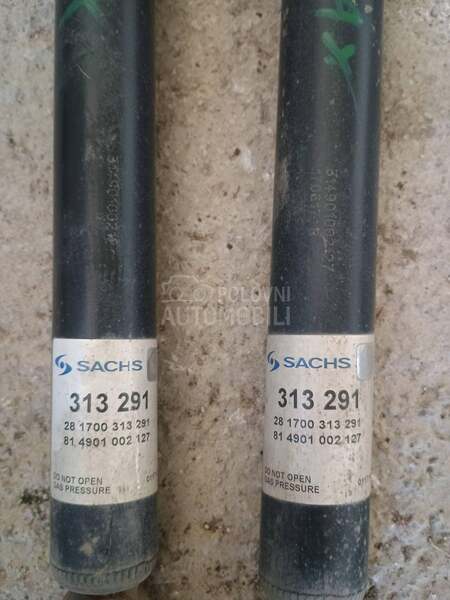 POLOVNI
AUTOMOBILI
SACHS
313 291
28 1700 313 291
81 4901 002 127
DO NOT OPEN
GAS PRESSURE
SACHS
313 291
28 1700 313 291
81 4901 002 127
DO NOT OPEN
GAS PRESSURE